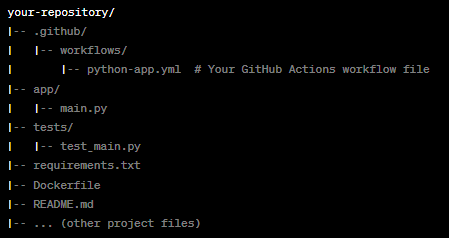 your-repository/
|-- .github/
|   |-- workflows/
|       |-- python-app.yml  # Your GitHub Actions workflow file
|-- app/
|   |-- main.py
|-- tests/
|   |-- test_main.py
|-- requirements.txt
|-- Dockerfile
|-- README.md
|-- ... (other project files)